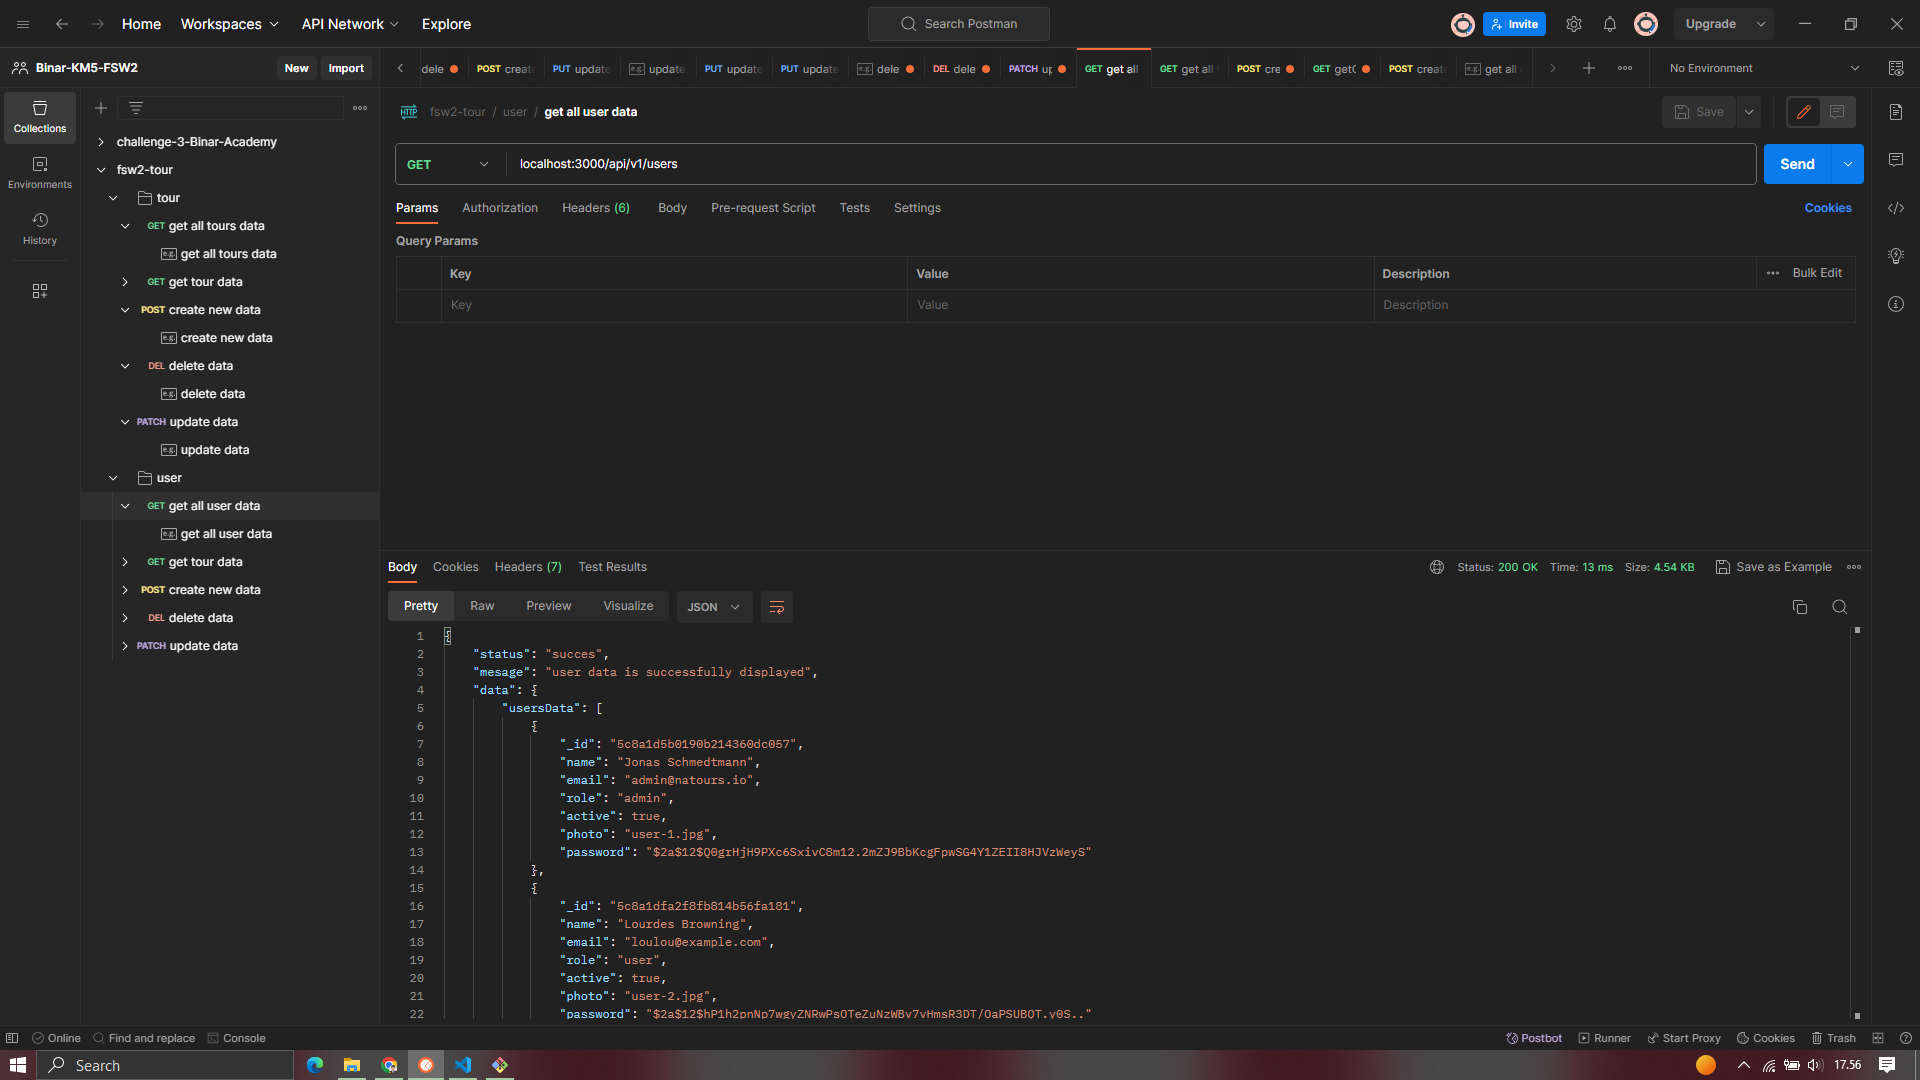 Home Workspaces API Network Explore Search Postman Invite Upgrade
Binar-KM5-FSW2 New Import
dele POST create PUT update e.g. update PUT update PUT update e.g. dele DEL dele PATCH up GET get all GET get all POST cre GET get( POST create e.g. get all No Environment
Collections
Environments
History
challenge-3-Binar-Academy
fsw2-tour
tour
GET get all tours data
e.g. get all tours data
GET get tour data
POST create new data
e.g. create new data
DEL delete data
e.g. delete data
PATCH update data
e.g. update data
user
GET get all user data
e.g. get all user data
GET get tour data
POST create new data
DEL delete data
PATCH update data
HTTP fsw2-tour / user / get all user data Save
GET localhost:3000/api/v1/users Send
Params Authorization Headers (6) Body Pre-request Script Tests Settings Cookies
Query Params
Key Value Description Bulk Edit
Key Value Description
Body Cookies Headers (7) Test Results Status: 200 OK Time: 13 ms Size: 4.54 KB Save as Example
Pretty Raw Preview Visualize JSON
1 {
2 "status": "succes",
3 "mesage": "user data is successfully displayed",
4 "data": {
5 "usersData": [
6 {
7 "_id": "5c8a1d5b0190b214360dc057",
8 "name": "Jonas Schmedtmann",
9 "email": "admin@natours.io",
10 "role": "admin",
11 "active": true,
12 "photo": "user-1.jpg",
13 "password": "$2a$12$Q0grHjH9PXc6SxivC8m12.2mZJ9BbKcgFpwSG4Y1ZEII8HJVzWeyS"
14 },
15 {
16 "_id": "5c8a1dfa2f8fb814b56fa181",
17 "name": "Lourdes Browning",
18 "email": "loulou@example.com",
19 "role": "user",
20 "active": true,
21 "photo": "user-2.jpg",
22 "password": "$2a$12$hP1h2pnNp7wgyZNRwPsOTeZuNzWBv7vHmsR3DT/OaPSUBQT.y0S.."
Online Find and replace Console Postbot Runner Start Proxy Cookies Trash
Search 17.56